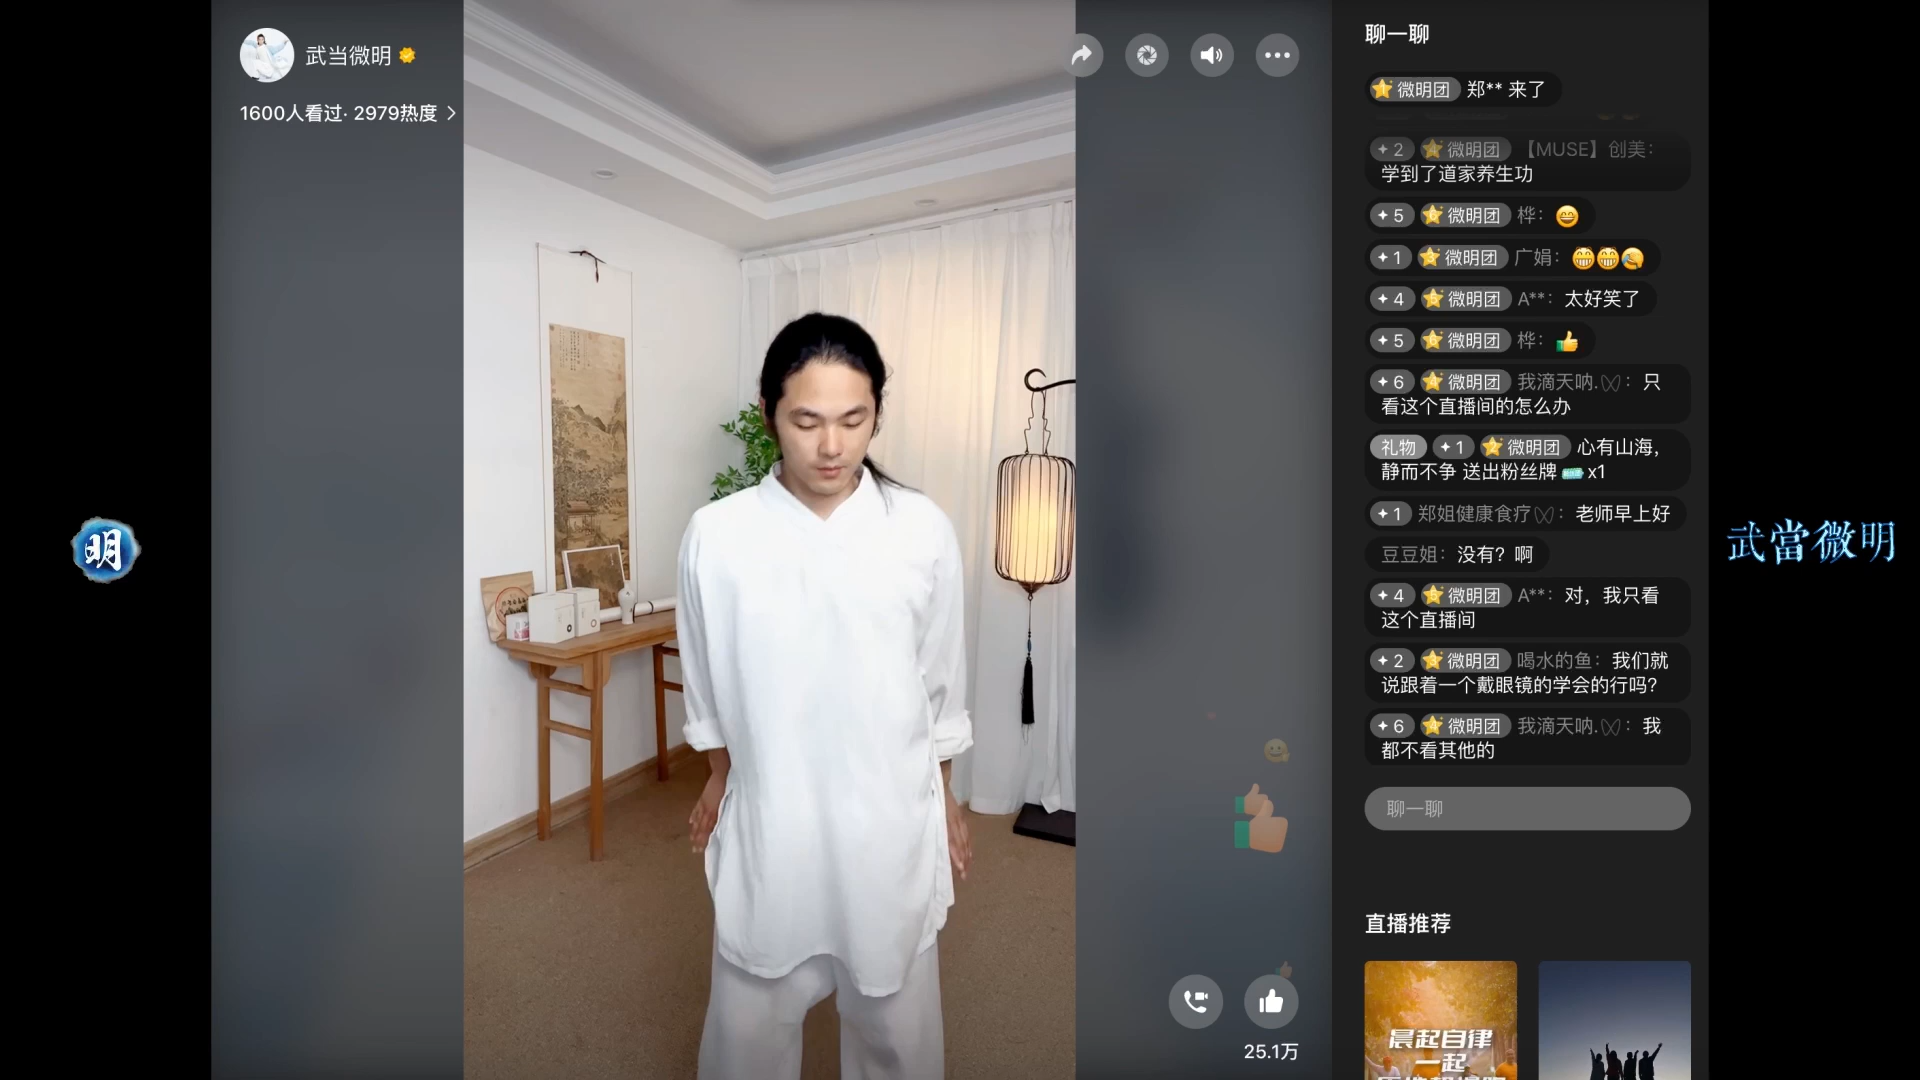 武当微明
1600人看过· 2979热度
聊一聊
微明团 郑** 来了
2 微明团 【MUSE】创美：
学到了道家养生功
5 微明团 桦：😄
1 微明团 广娟：😁😁🤣
4 微明团 A**：太好笑了
5 微明团 桦：👍
6 微明团 我滴天呐.：只
看这个直播间的怎么办
礼物 1 微明团 心有山海，
静而不争 送出粉丝牌 x1
1 郑姐健康食疗：老师早上好
豆豆姐：没有？啊
4 微明团 A**：对，我只看
这个直播间
2 微明团 喝水的鱼：我们就
说跟着一个戴眼镜的学会的行吗？
6 微明团 我滴天呐.：我
都不看其他的
聊一聊
直播推荐
晨起自律
一起
25.1万
明
武當微明